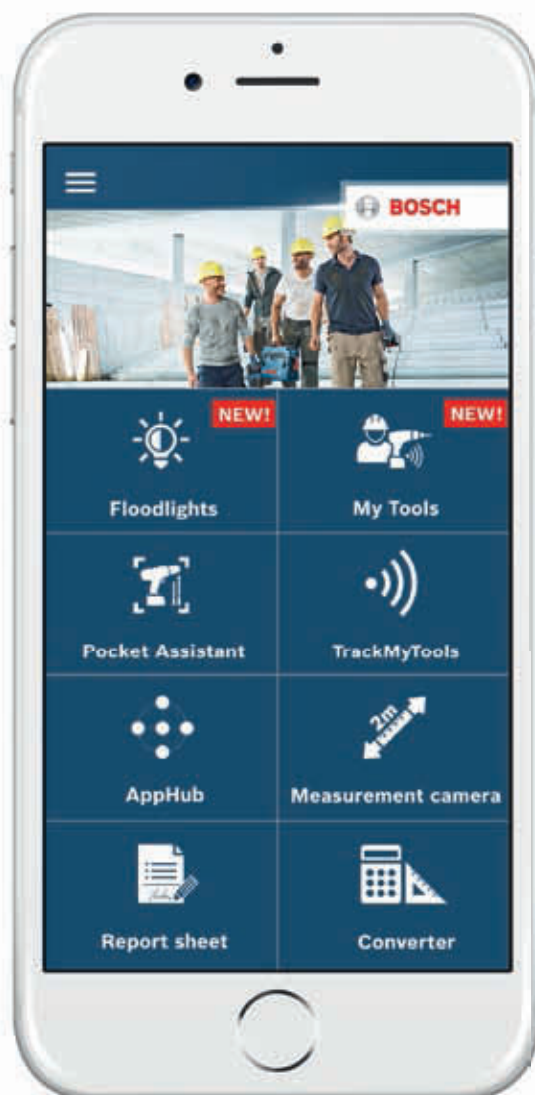 BOSCH
NEW!
NEW!
Floodlights
My Tools
Pocket Assistant
TrackMyTools
2m
AppHub
Measurement camera
Report sheet
Converter